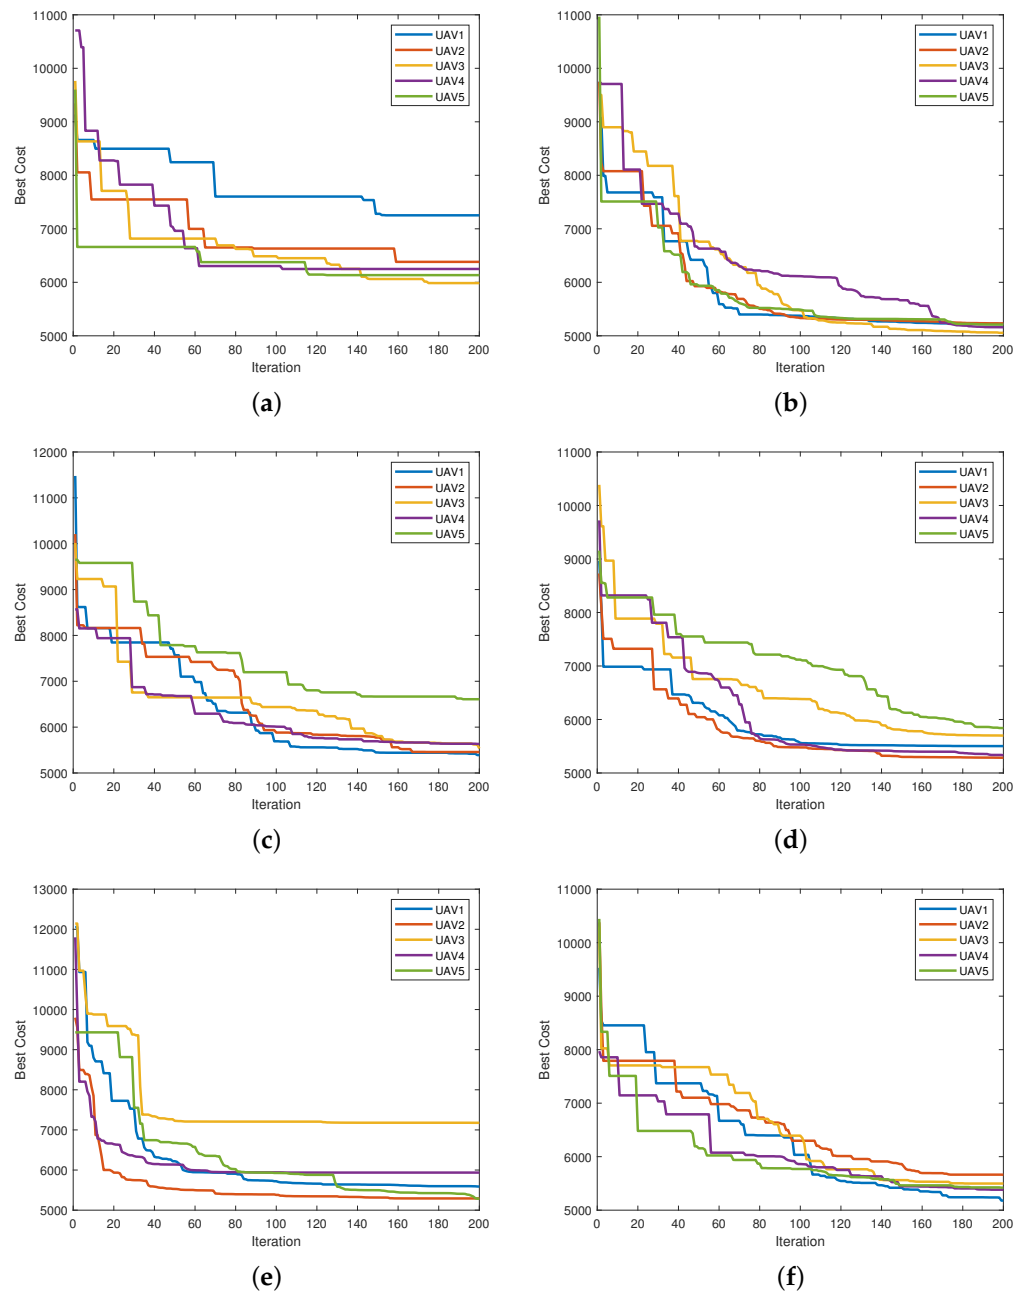 11000
10000
9000
8000
7000
6000
5000
Best Cost
0 20 40 60 80 100 120 140 160 180 200
Iteration
UAV1
UAV2
UAV3
UAV4
UAV5
(a)
11000
10000
9000
8000
7000
6000
5000
Best Cost
0 20 40 60 80 100 120 140 160 180 200
Iteration
UAV1
UAV2
UAV3
UAV4
UAV5
(b)
12000
11000
10000
9000
8000
7000
6000
5000
Best Cost
0 20 40 60 80 100 120 140 160 180 200
Iteration
UAV1
UAV2
UAV3
UAV4
UAV5
(c)
11000
10000
9000
8000
7000
6000
5000
Best Cost
0 20 40 60 80 100 120 140 160 180 200
Iteration
UAV1
UAV2
UAV3
UAV4
UAV5
(d)
13000
12000
11000
10000
9000
8000
7000
6000
5000
Best Cost
0 20 40 60 80 100 120 140 160 180 200
Iteration
UAV1
UAV2
UAV3
UAV4
UAV5
(e)
11000
10000
9000
8000
7000
6000
5000
Best Cost
0 20 40 60 80 100 120 140 160 180 200
Iteration
UAV1
UAV2
UAV3
UAV4
UAV5
(f)